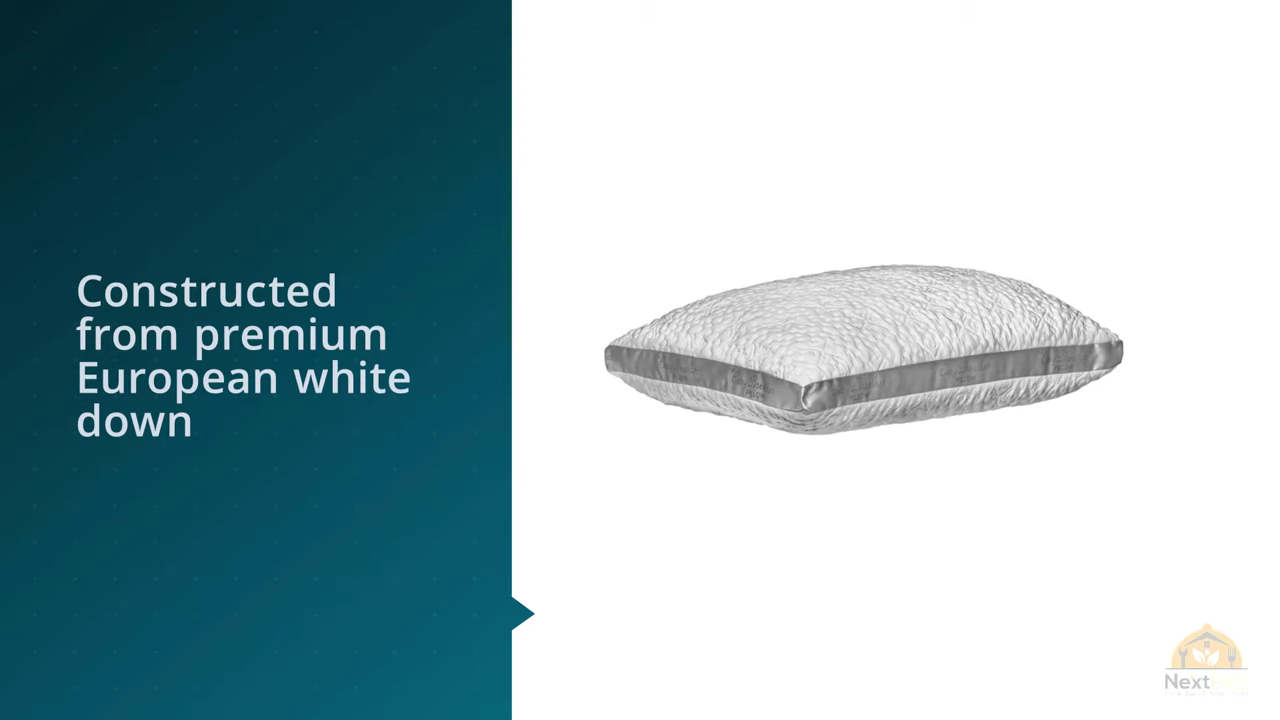 Constructed
from premium
European white
down
Next